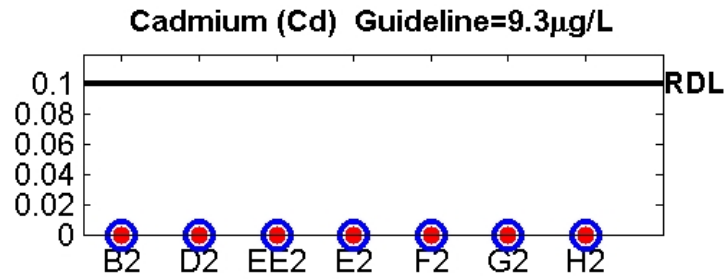 Cadmium (Cd) Guideline=9.3µg/L
0.1
RDL
0.08
0.06
0.04
0.02
0
B2 D2 EE2 E2 F2 G2 H2